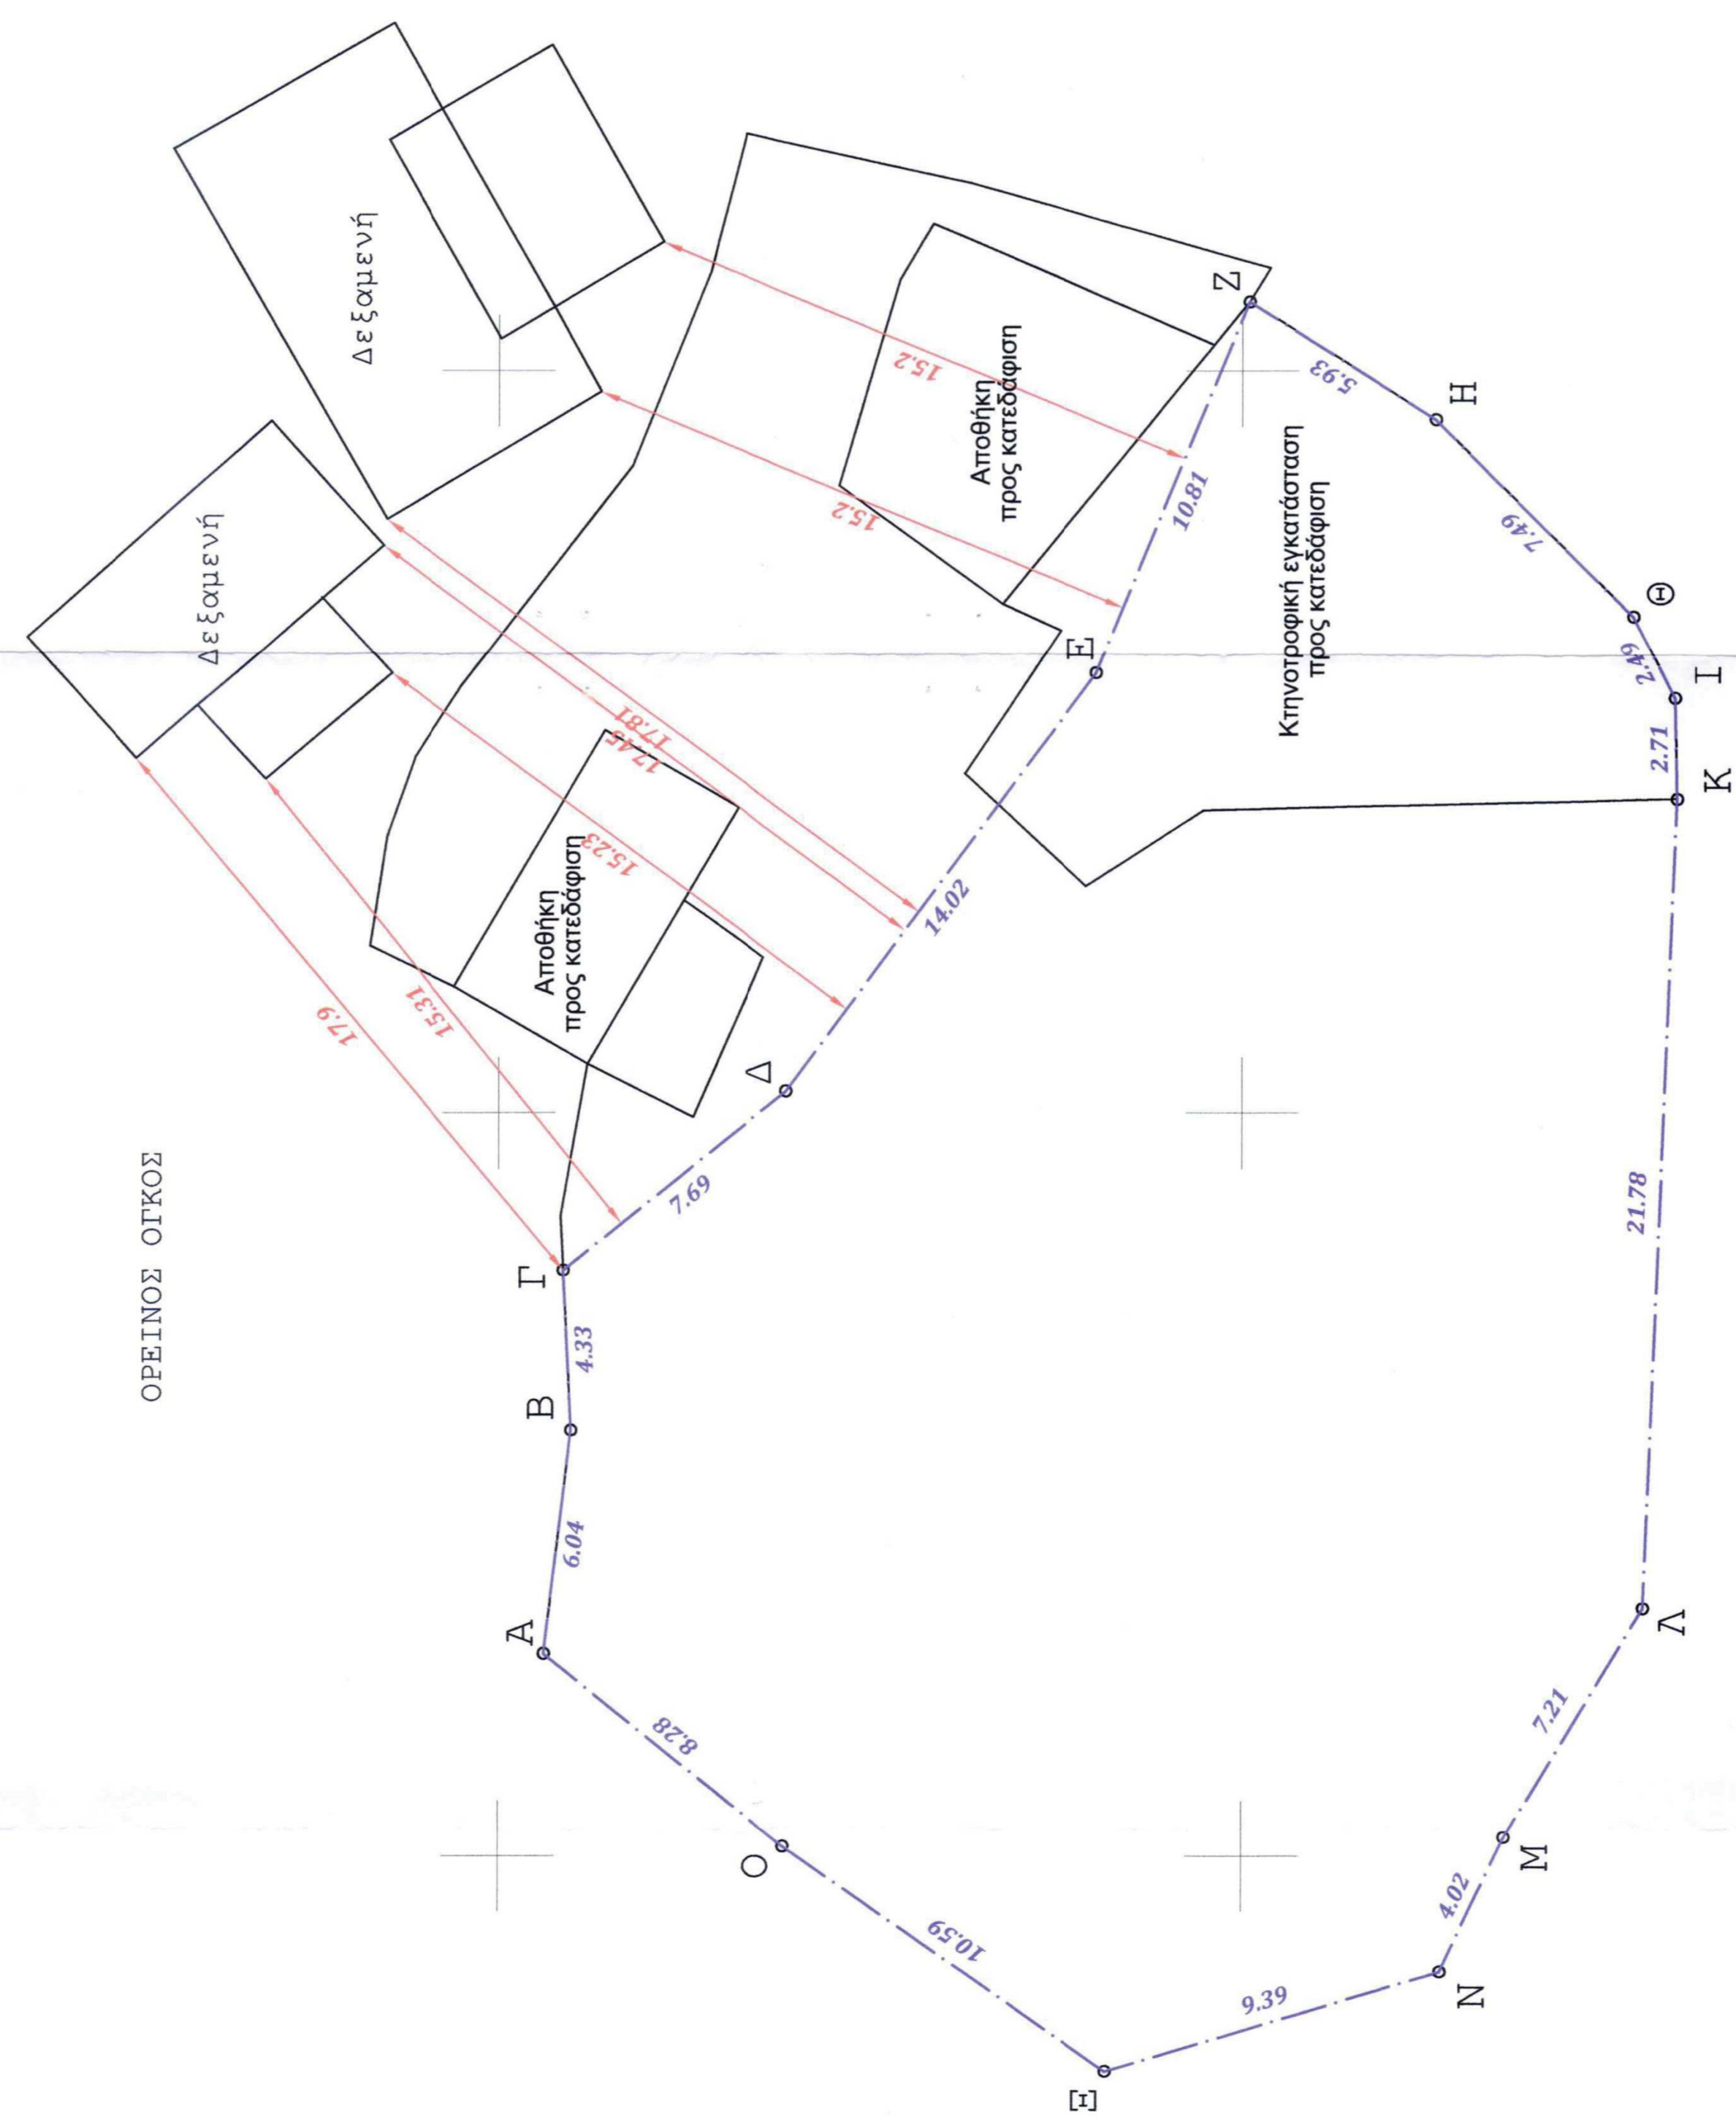 ΟΡΕΙΝΟΣ ΟΓΚΟΣ
Δεξαμενή
Δεξαμενή
Αποθήκη
προς κατεδάφιση
Αποθήκη
προς κατεδάφιση
Κτηνοτροφική εγκατάσταση
προς κατεδάφιση
17.9
15.31
15.23
17.45
17.81
15.2
15.2
Α
6.04
Β
4.33
Γ
7.69
Δ
14.02
Ε
10.81
Ζ
5.93
Η
7.49
Θ
2.49
Ι
2.71
Κ
21.78
Λ
7.21
Μ
4.02
Ν
9.39
Ξ
10.59
Ο
8.28